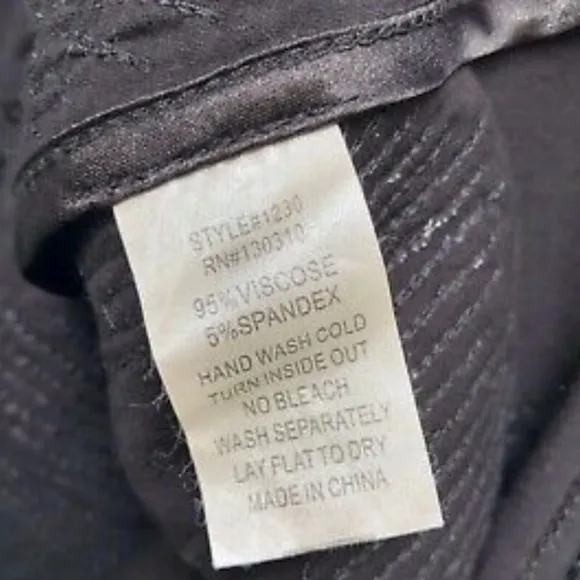 STYLE#1230
RN#130310
95%VISCOSE
5%SPANDEX
HAND WASH COLD
TURN INSIDE OUT
NO BLEACH
WASH SEPARATELY
LAY FLAT TO DRY
MADE IN CHINA